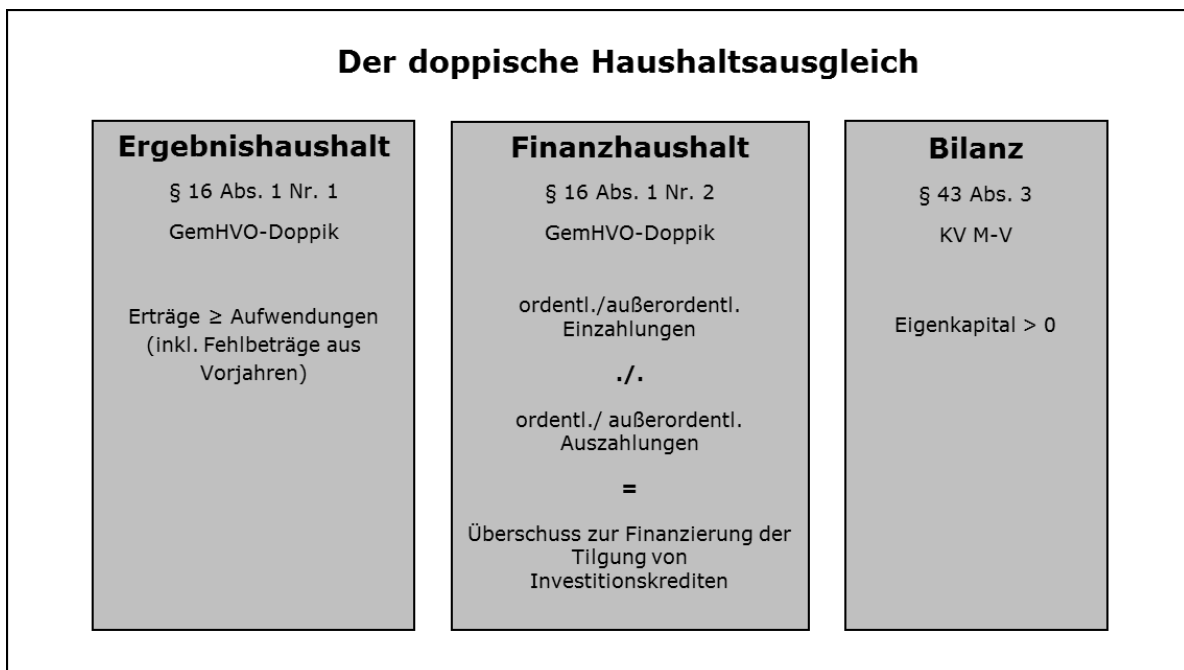 Der doppische Haushaltsausgleich
Ergebnishaushalt
§ 16 Abs. 1 Nr. 1
GemHVO-Doppik
Erträge ≥ Aufwendungen
(inkl. Fehlbeträge aus
Vorjahren)
Finanzhaushalt
§ 16 Abs. 1 Nr. 2
GemHVO-Doppik
ordentl./außerordentl.
Einzahlungen
./.
ordentl./ außerordentl.
Auszahlungen
=
Überschuss zur Finanzierung der
Tilgung von
Investitionskrediten
Bilanz
§ 43 Abs. 3
KV M-V
Eigenkapital > 0